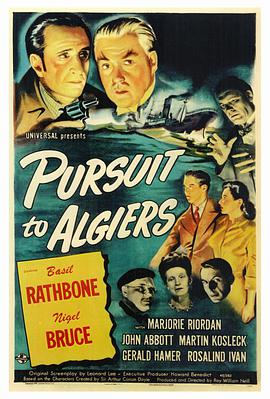 UNIVERSAL presents
PURSUIT
to ALGIERS
Basil
RATHBONE
Nigel
BRUCE
with MARJORIE RIORDAN
JOHN ABBOTT MARTIN KOSLECK
GERALD HAMER ROSALIND IVAN
Original Screenplay by Leonard Lee - Executive Producer Howard Benedict
Based on the Characters Created by Sir Arthur Conan Doyle Produced and Directed by Roy William Neill